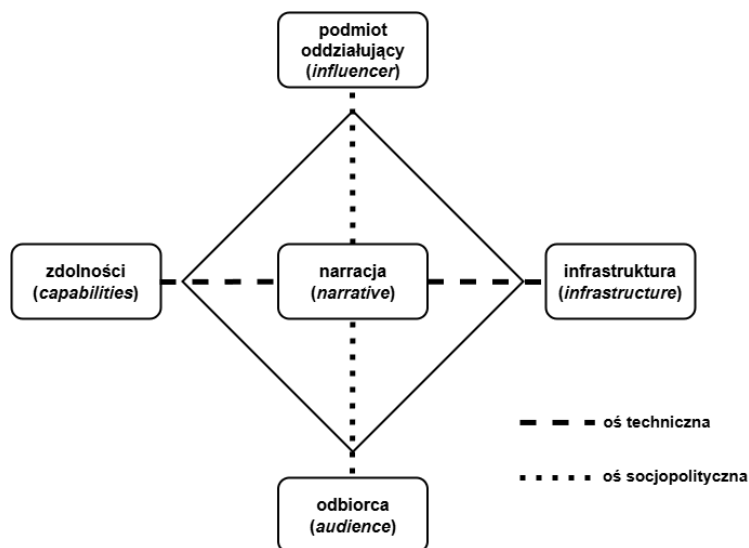 podmiot
oddziałujący
(influencer)
zdolności
(capabilities)
narracja
(narrative)
infrastruktura
(infrastructure)
oś techniczna
oś socjopolityczna
odbiorca
(audience)